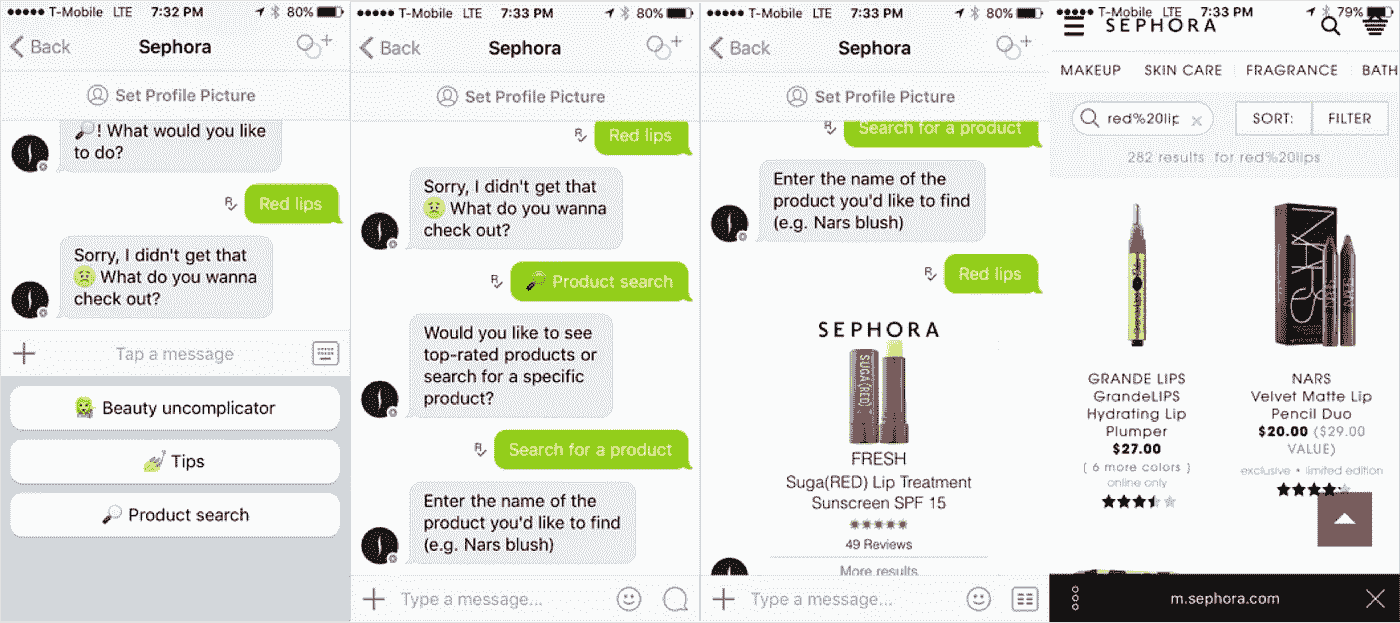 T-Mobile LTE 7:32 PM 80%
Back Sephora
Set Profile Picture
! What would you like
to do?
Red lips
Sorry, I didn't get that
What do you wanna
check out?
Tap a message
Beauty uncomplicator
Tips
Product search
T-Mobile LTE 7:33 PM 80%
Back Sephora
Set Profile Picture
Red lips
Sorry, I didn't get that
What do you wanna
check out?
Product search
Would you like to see
top-rated products or
search for a specific
product?
Search for a product
Enter the name of the
product you'd like to find
(e.g. Nars blush)
Type a message...
T-Mobile LTE 7:33 PM 80%
Back Sephora
Set Profile Picture
Search for a product
Enter the name of the
product you'd like to find
(e.g. Nars blush)
Red lips
SEPHORA
SUGA(RED)
FRESH
Suga(RED) Lip Treatment
Sunscreen SPF 15
49 Reviews
More results
Type a message...
T-Mobile LTE 7:33 PM 79%
SEPHORA
MAKEUP SKIN CARE FRAGRANCE BATH
red%20lip SORT: FILTER
282 results for red%20lips
NARS
GRANDE LIPS
GrandeLIPS
Hydrating Lip
Plumper
$27.00
( 6 more colors )
online only
NARS
Velvet Matte Lip
Pencil Duo
$20.00 ($29.00
VALUE)
exclusive • limited edition
m.sephora.com